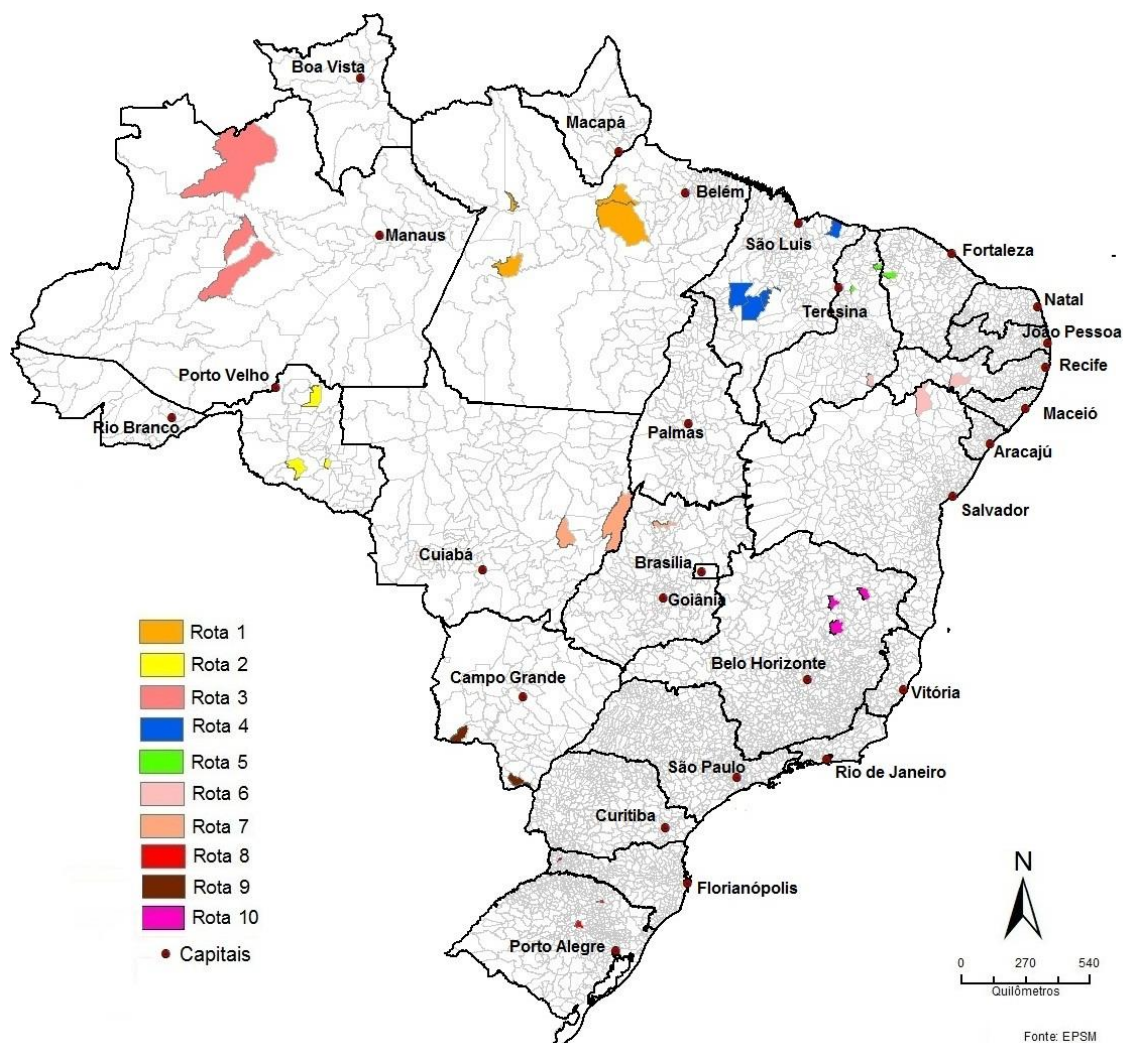 Boa Vista
Macapá
Belém
Manaus
São Luis
Fortaleza
Teresina
Natal
João Pessoa
Recife
Porto Velho
Maceió
Rio Branco
Palmas
Aracajú
Salvador
Cuiabá
Brasília
Goiânia
Rota 1
Rota 2
Rota 3
Rota 4
Rota 5
Rota 6
Rota 7
Rota 8
Rota 9
Rota 10
Capitais
Campo Grande
Belo Horizonte
Vitória
São Paulo
Rio de Janeiro
Curitiba
Florianópolis
Porto Alegre
N
0 270 540
Quilômetros
Fonte: EPSM